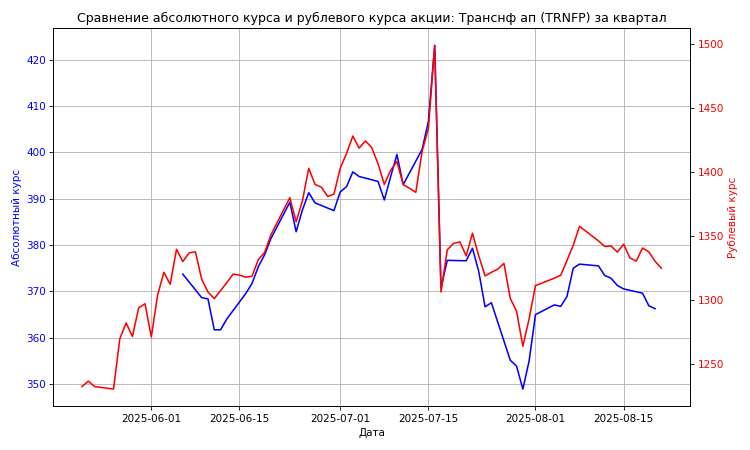 Сравнение абсолютного курса и рублевого курса акции: Транснф ап (TRNFP) за квартал
420
410
400
390
380
370
360
350
Абсолютный курс
1500
1450
1400
1350
1300
1250
Рублевый курс
2025-06-01 2025-06-15 2025-07-01 2025-07-15 2025-08-01 2025-08-15
Дата